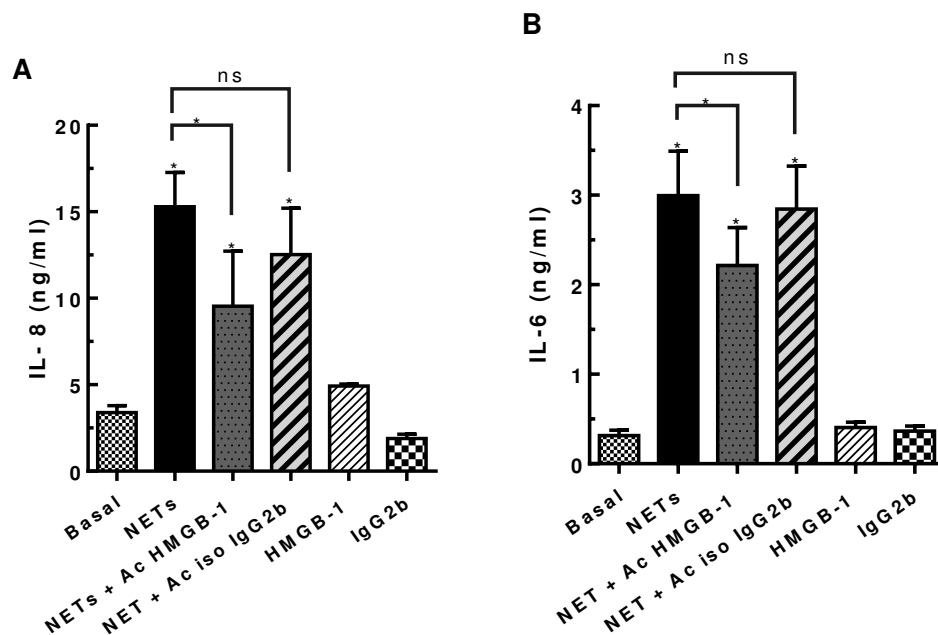 A
ns
*
*
*
*
IL- 8 (ng/ml)
20
15
10
5
0
Basal
NETs
NETs + Ac HMGB-1
NET + Ac iso IgG2b
HMGB-1
IgG2b
B
ns
*
*
*
*
IL-6 (ng/ml)
4
3
2
1
0
Basal
NETs
NET + Ac HMGB-1
NET + Ac iso IgG2b
HMGB-1
IgG2b